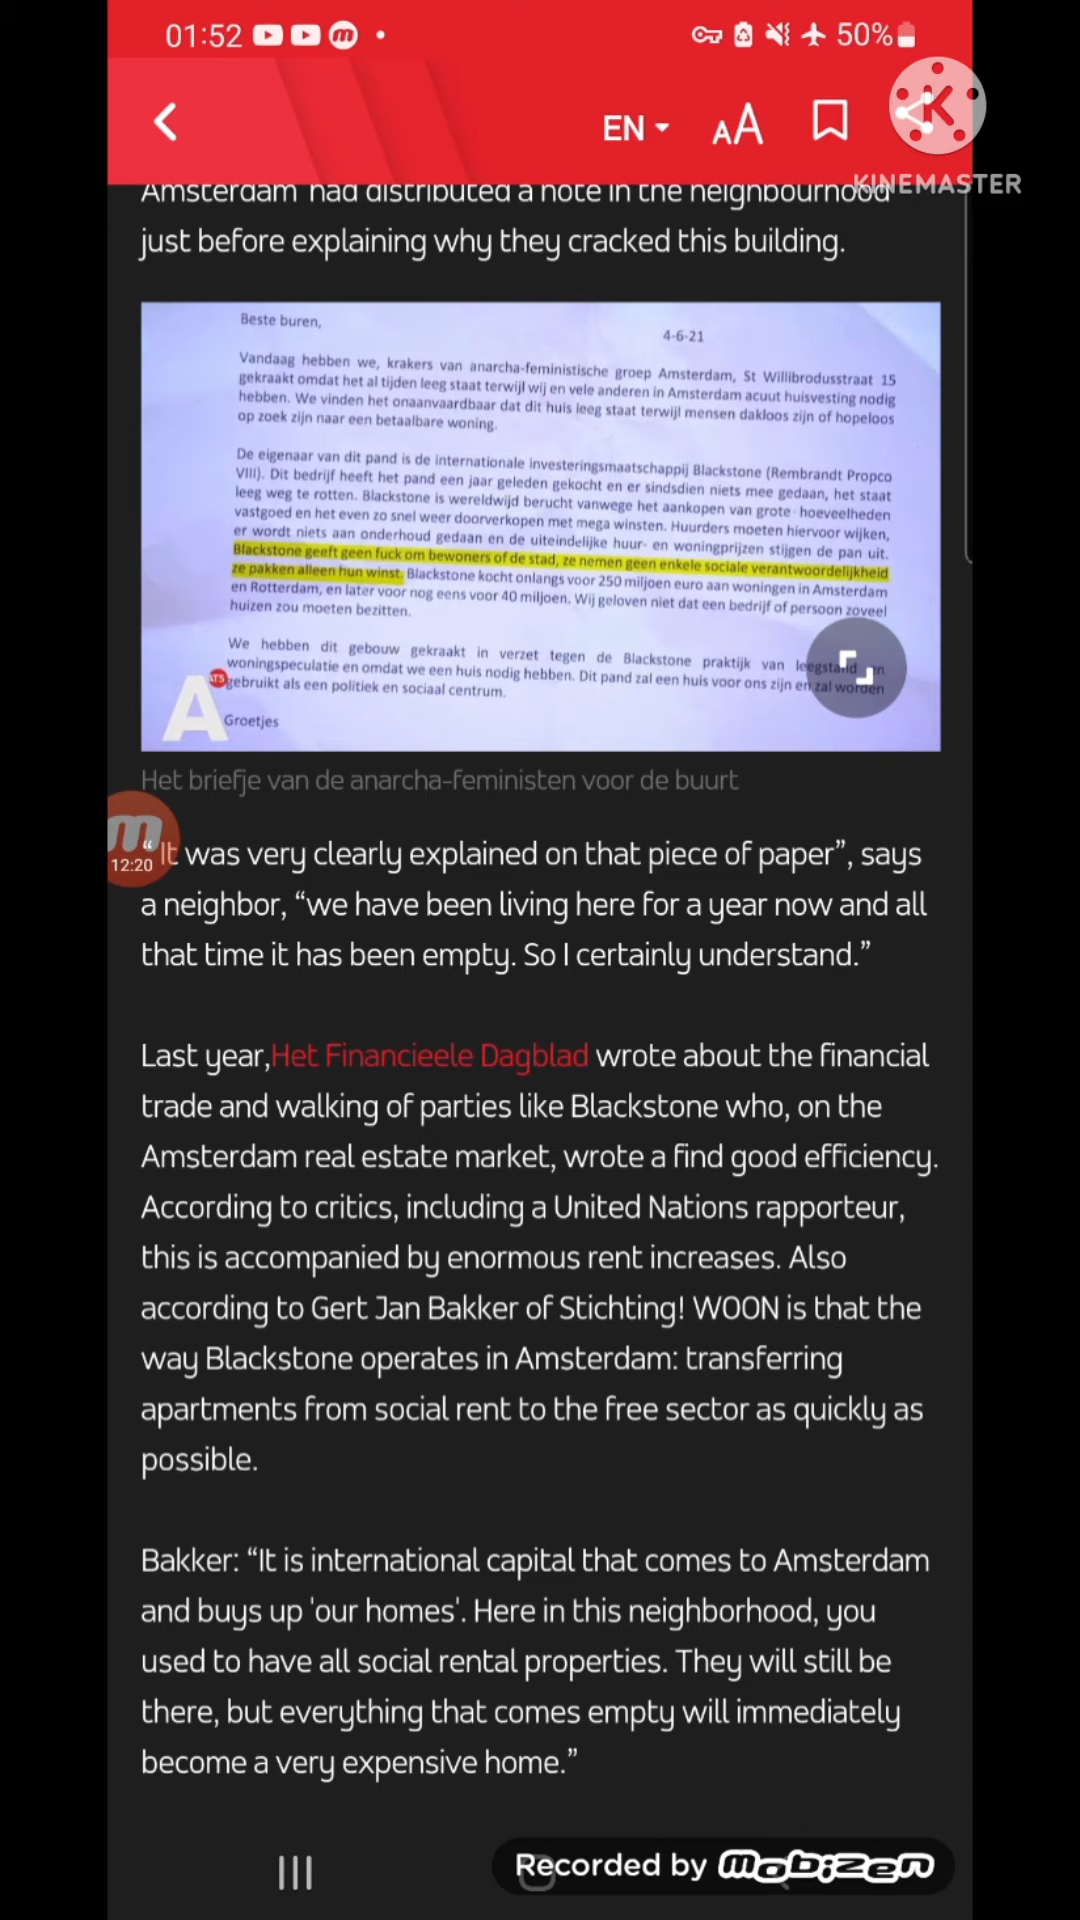 01:52
50%
EN
AA
KINEMASTER
Amsterdam had distributed a note in the neighbourhood
just before explaining why they cracked this building.
Beste buren,
4-6-21
Vandaag hebben we, krakers van anarcha-feministische groep Amsterdam, St Willibrodusstraat 15
gekraakt omdat het al tijden leeg staat terwijl wij en vele anderen in Amsterdam acuut huisvesting nodig
hebben. We vinden het onaanvaardbaar dat dit huis leeg staat terwijl mensen dakloos zijn of hopeloos
op zoek zijn naar een betaalbare woning.
De eigenaar van dit pand is de internationale investeringsmaatschappij Blackstone (Rembrandt Propco
VIII). Dit bedrijf heeft het pand een jaar geleden gekocht en er sindsdien niets mee gedaan, het staat
leeg weg te rotten. Blackstone is wereldwijd berucht vanwege het aankopen van grote hoeveelheden
vastgoed en het even zo snel weer doorverkopen met mega winsten. Huurders moeten hiervoor wijken,
er wordt niets aan onderhoud gedaan en de uiteindelijke huur- en woningprijzen stijgen de pan uit.
Blackstone geeft geen fuck om bewoners of de stad, ze nemen geen enkele sociale verantwoordelijkheid
ze pakken alleen hun winst. Blackstone kocht onlangs voor 250 miljoen euro aan woningen in Amsterdam
en Rotterdam, en later voor nog eens voor 40 miljoen. Wij geloven niet dat een bedrijf of persoon zoveel
huizen zou moeten bezitten.
We hebben dit gebouw gekraakt in verzet tegen de Blackstone praktijk van leegstand en
woningspeculatie en omdat we een huis nodig hebben. Dit pand zal een huis voor ons zijn en zal worden
gebruikt als een politiek en sociaal centrum.
A AT5
Groetjes
Het briefje van de anarcha-feministen voor de buurt
12:20
“It was very clearly explained on that piece of paper”, says
a neighbor, “we have been living here for a year now and all
that time it has been empty. So I certainly understand.”
Last year,Het Financieele Dagblad wrote about the financial
trade and walking of parties like Blackstone who, on the
Amsterdam real estate market, wrote a find good efficiency.
According to critics, including a United Nations rapporteur,
this is accompanied by enormous rent increases. Also
according to Gert Jan Bakker of Stichting! WOON is that the
way Blackstone operates in Amsterdam: transferring
apartments from social rent to the free sector as quickly as
possible.
Bakker: “It is international capital that comes to Amsterdam
and buys up 'our homes'. Here in this neighborhood, you
used to have all social rental properties. They will still be
there, but everything that comes empty will immediately
become a very expensive home.”
Recorded by mobizen